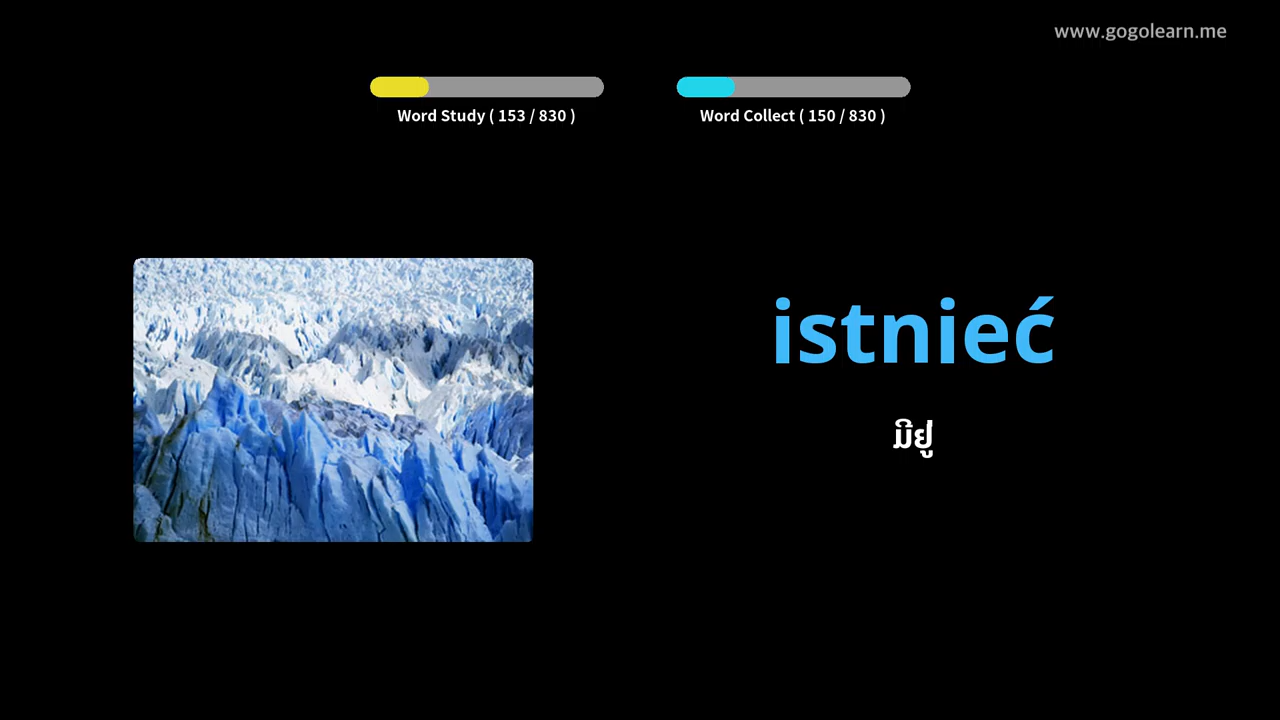 www.gogolearn.me
Word Study ( 153 / 830 )
Word Collect ( 150 / 830 )
istnieć
ມີຢູ່